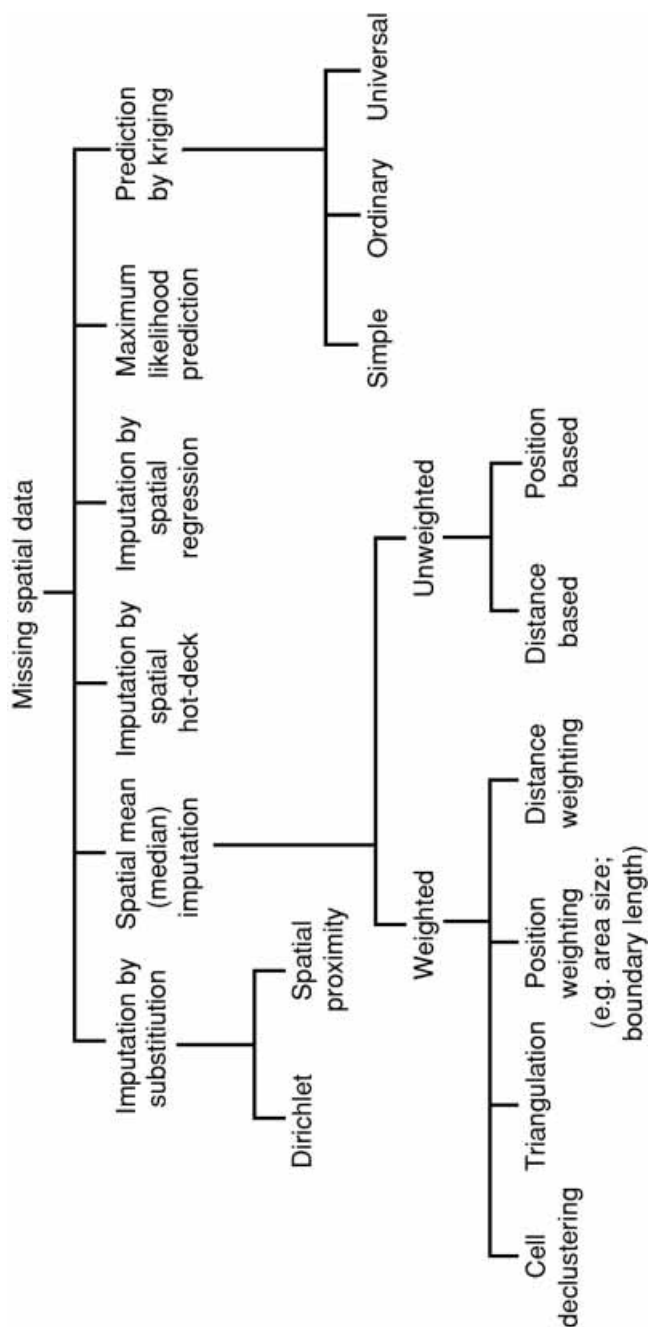 Missing spatial data
Imputation by
substitiution
Spatial mean
(median)
imputation
Imputation by
spatial
hot-deck
Imputation by
spatial
regression
Maximum
likelihood
prediction
Prediction
by kriging
Dirichlet
Spatial
proximity
Simple
Ordinary
Universal
Weighted
Unweighted
Cell
declustering
Triangulation
Position
weighting
(e.g. area size;
boundary length)
Distance
weighting
Distance
based
Position
based